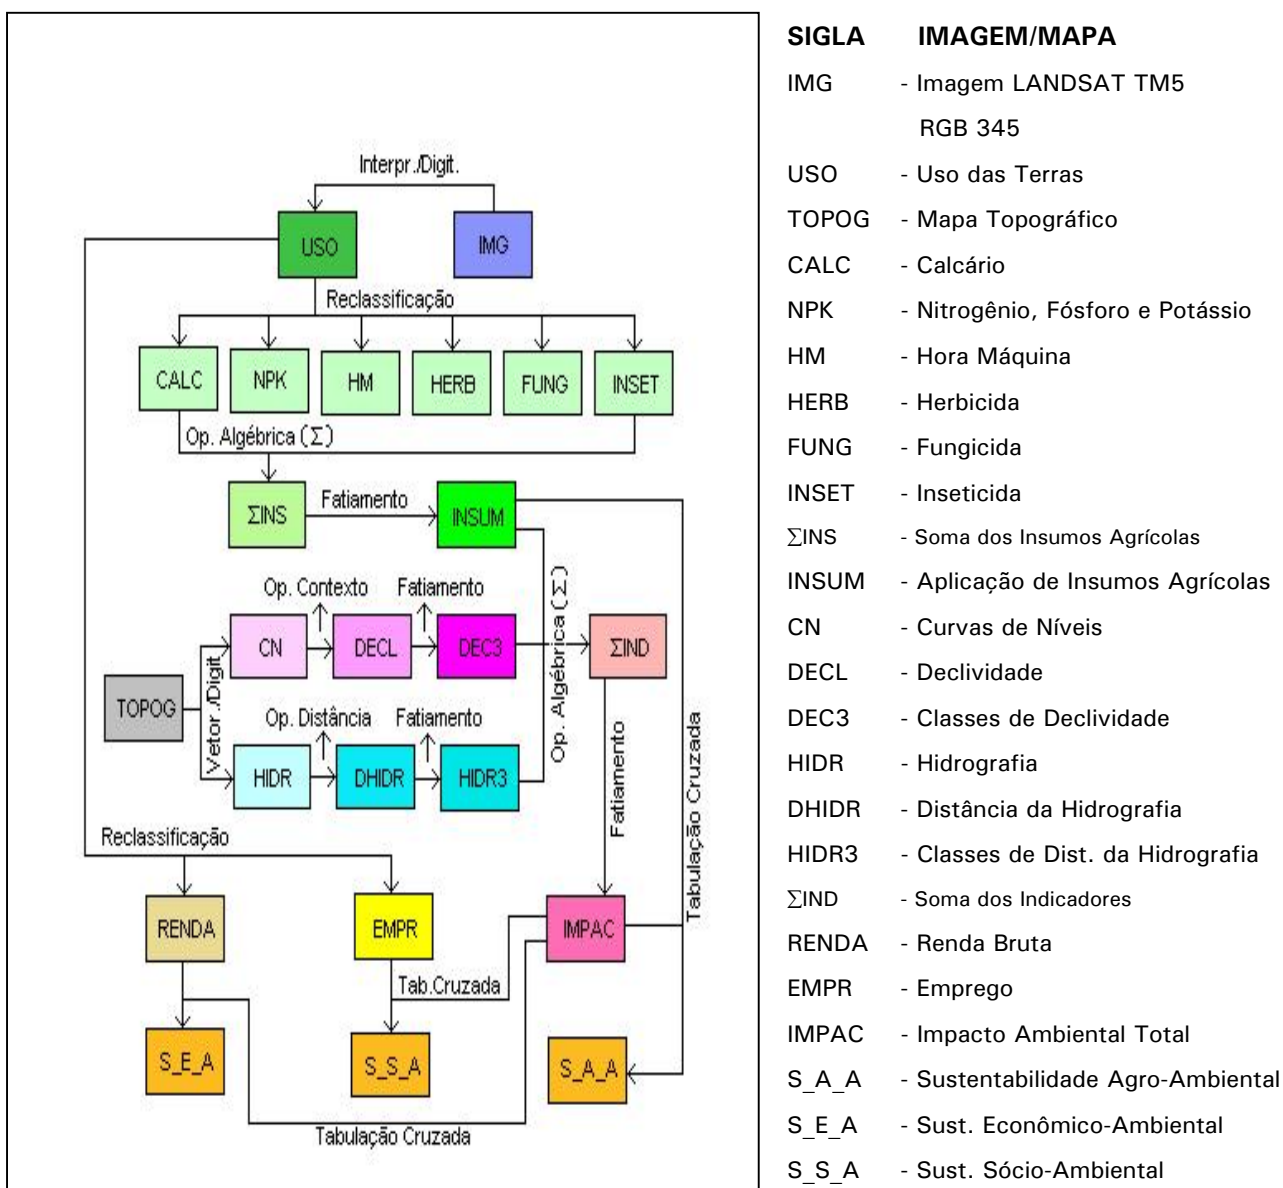 Interpr./Digit.
USO
IMG
Reclassificação
CALC
NPK
HM
HERB
FUNG
INSET
Op. Algébrica (Σ)
ΣINS
Fatiamento
INSUM
Op. Contexto
Fatiamento
CN
DECL
DEC3
Op. Algébrica (Σ)
ΣIND
TOPOG
Vetor./Digit
Op. Distância
Fatiamento
HIDR
DHIDR
HIDR3
Fatiamento
Tabulação Cruzada
Reclassificação
RENDA
EMPR
IMPAC
Tab.Cruzada
S_E_A
S_S_A
S_A_A
Tabulação Cruzada
SIGLA IMAGEM/MAPA
IMG - Imagem LANDSAT TM5
RGB 345
USO - Uso das Terras
TOPOG - Mapa Topográfico
CALC - Calcário
NPK - Nitrogênio, Fósforo e Potássio
HM - Hora Máquina
HERB - Herbicida
FUNG - Fungicida
INSET - Inseticida
∑INS - Soma dos Insumos Agrícolas
INSUM - Aplicação de Insumos Agrícolas
CN - Curvas de Níveis
DECL - Declividade
DEC3 - Classes de Declividade
HIDR - Hidrografia
DHIDR - Distância da Hidrografia
HIDR3 - Classes de Dist. da Hidrografia
∑IND - Soma dos Indicadores
RENDA - Renda Bruta
EMPR - Emprego
IMPAC - Impacto Ambiental Total
S_A_A - Sustentabilidade Agro-Ambiental
S_E_A - Sust. Econômico-Ambiental
S_S_A - Sust. Sócio-Ambiental